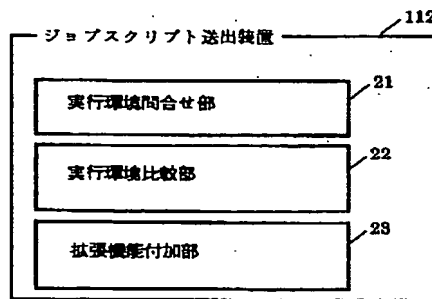 112
ジョブスクリプト送出装置
21
実行環境問合せ部
22
実行環境比較部
23
拡張機能付加部